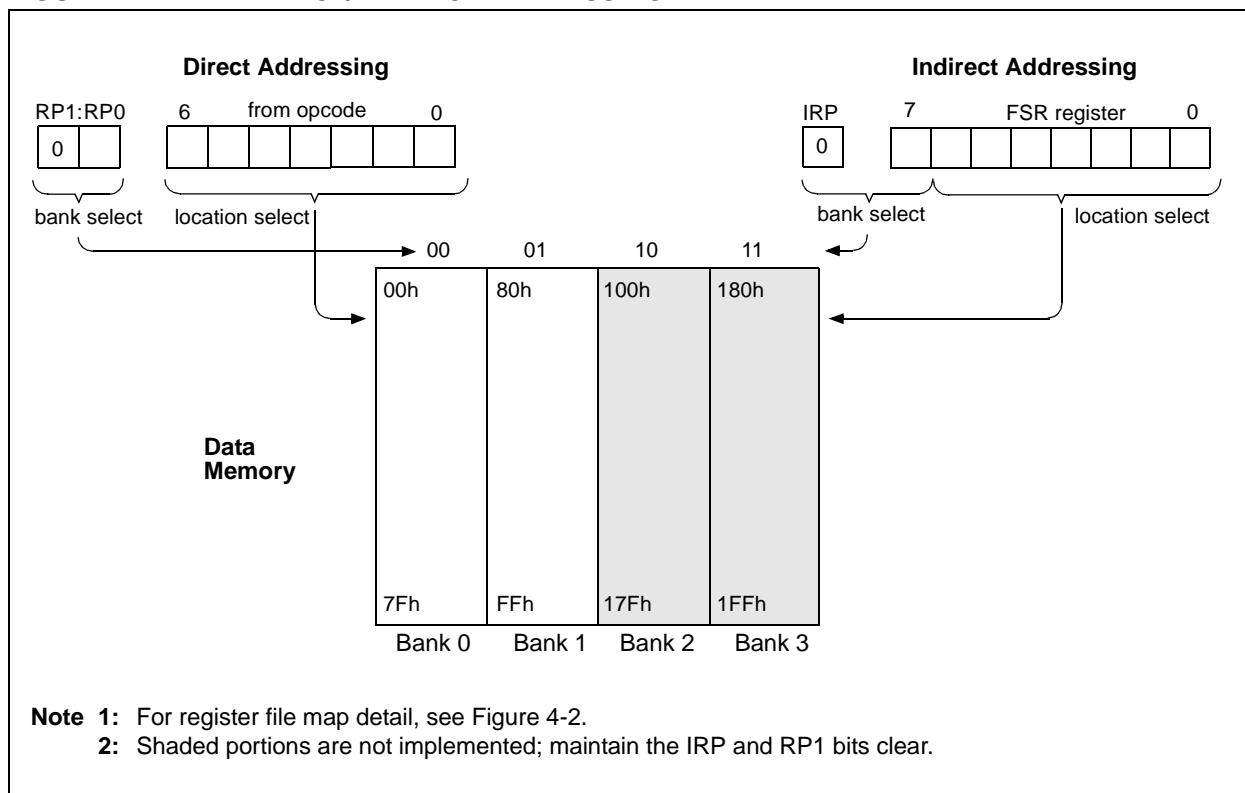 Direct Addressing
Indirect Addressing
RP1:RP0 6 from opcode 0
IRP 7 FSR register 0
0
0
bank select location select
bank select location select
00 01 10 11
00h 80h 100h 180h
Data
Memory
7Fh FFh 17Fh 1FFh
Bank 0 Bank 1 Bank 2 Bank 3
Note 1: For register file map detail, see Figure 4-2.
2: Shaded portions are not implemented; maintain the IRP and RP1 bits clear.